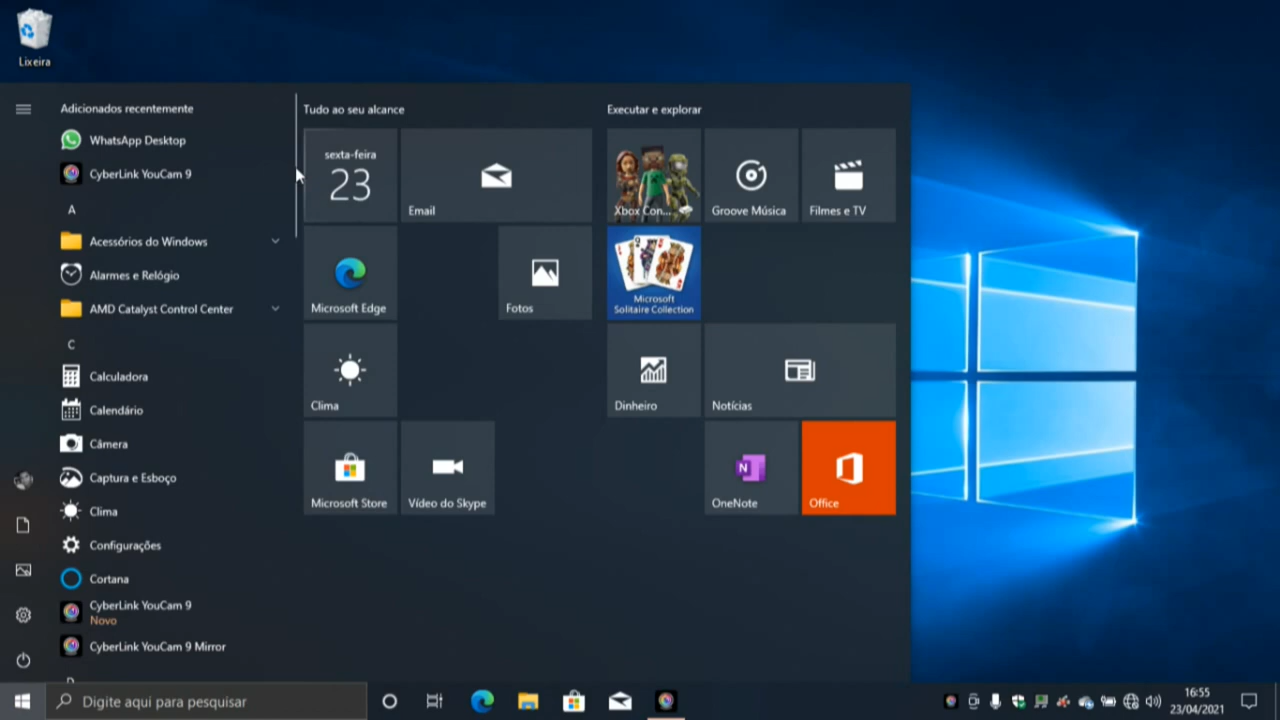 Lixeira
Adicionados recentemente
WhatsApp Desktop
CyberLink YouCam 9
A
Acessórios do Windows
Alarmes e Relógio
AMD Catalyst Control Center
C
Calculadora
Calendário
Câmera
Captura e Esboço
Clima
Configurações
Cortana
CyberLink YouCam 9
Novo
CyberLink YouCam 9 Mirror
D
Tudo ao seu alcance
sexta-feira
23
Email
Microsoft Edge
Fotos
Clima
Microsoft Store
Vídeo do Skype
Executar e explorar
Xbox Con...
Groove Música
Filmes e TV
Microsoft
Solitaire Collection
Dinheiro
Notícias
OneNote
Office
Digite aqui para pesquisar
16:55
23/04/2021